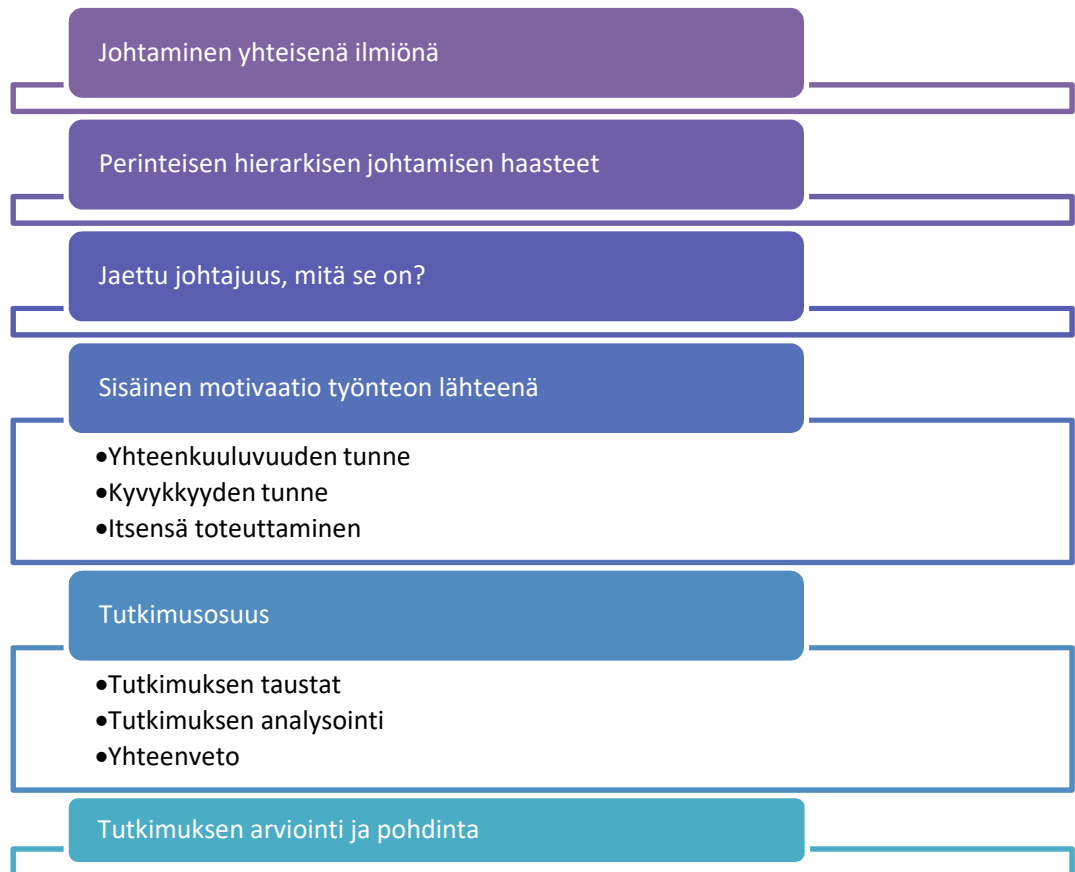 Johtaminen yhteisenä ilmiönä
Perinteisen hierarkisen johtamisen haasteet
Jaettu johtajuus, mitä se on?
Sisäinen motivaatio työnteon lähteenä
•Yhteenkuuluvuuden tunne
•Kyvykkyyden tunne
•Itsensä toteuttaminen
Tutkimusosuus
•Tutkimuksen taustat
•Tutkimuksen analysointi
•Yhteenveto
Tutkimuksen arviointi ja pohdinta